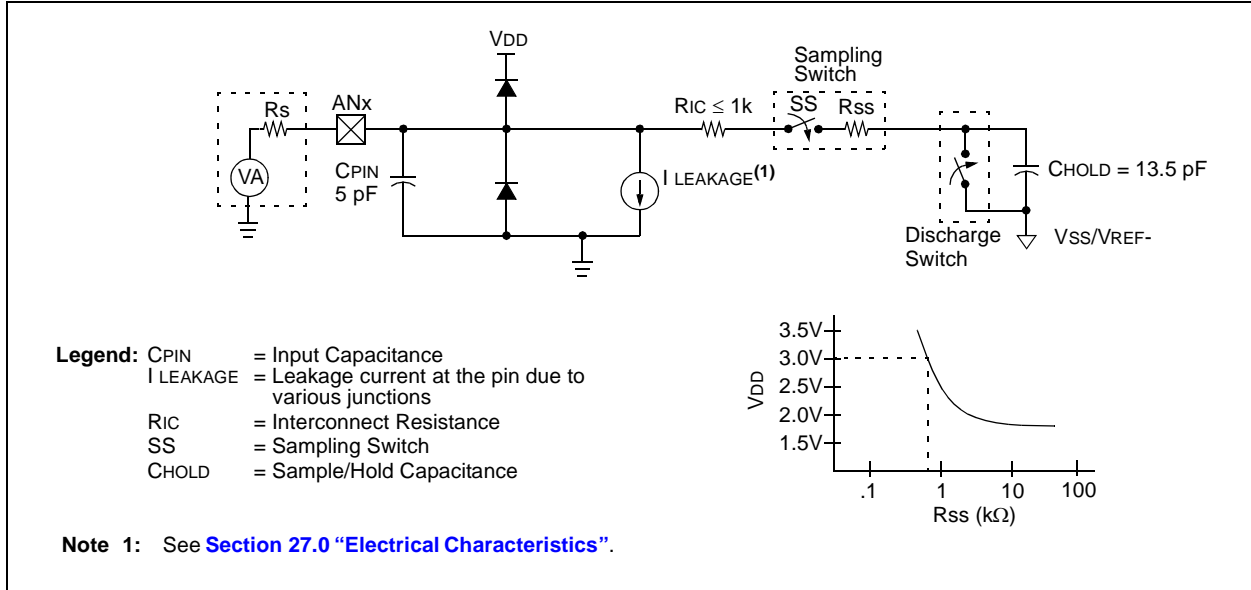 VDD
Sampling
Switch
Rs
ANx
RIC ≤ 1k
SS
Rss
VA
CPIN
5 pF
I LEAKAGE(1)
CHOLD = 13.5 pF
Discharge
Switch
VSS/VREF-
Legend: CPIN = Input Capacitance
I LEAKAGE = Leakage current at the pin due to
various junctions
RIC = Interconnect Resistance
SS = Sampling Switch
CHOLD = Sample/Hold Capacitance
3.5V
3.0V
2.5V
2.0V
1.5V
VDD
.1 1 10 100
Rss (kΩ)
Note 1: See Section 27.0 “Electrical Characteristics”.